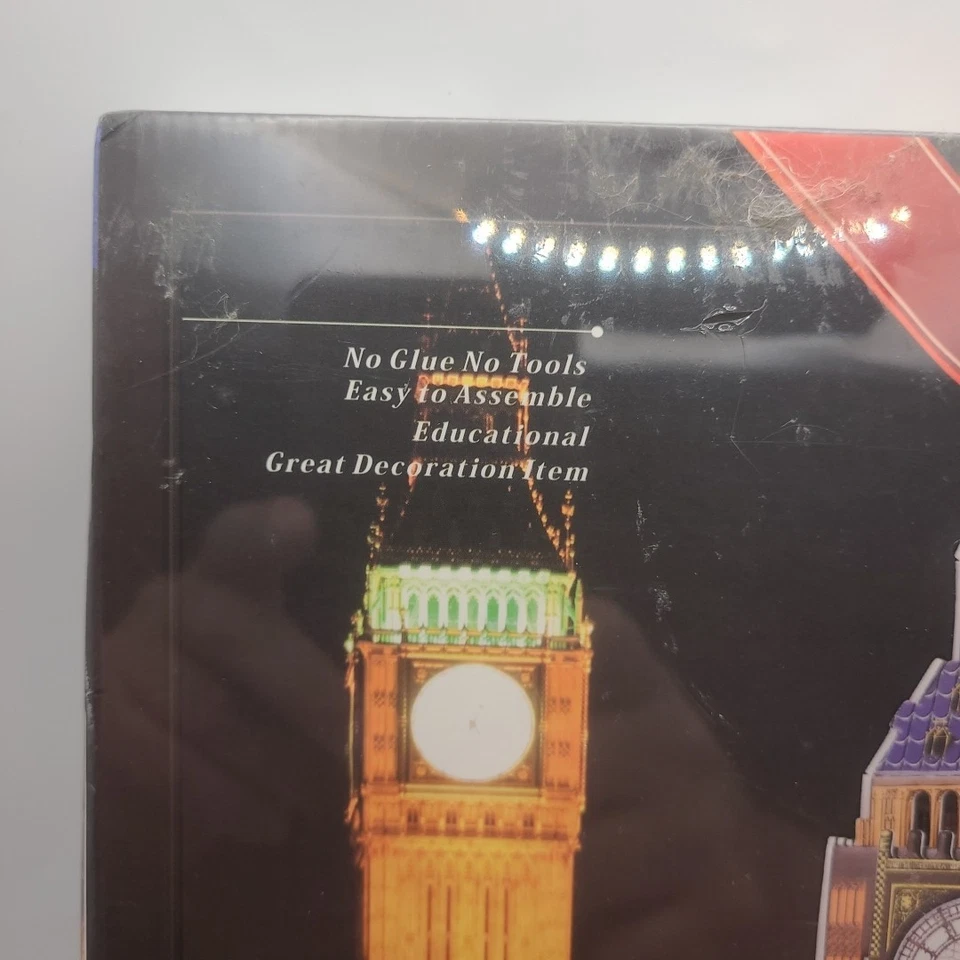 No Glue No Tools
Easy to Assemble
Educational
Great Decoration Item